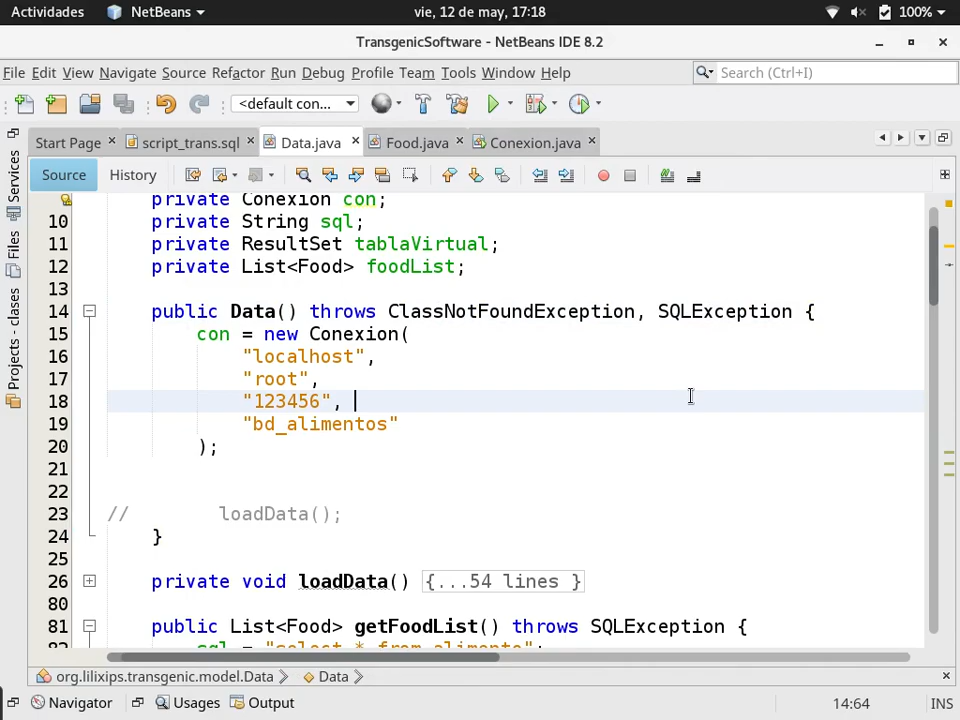 Actividades NetBeans vie, 12 de may, 17:18 100%
TransgenicSoftware - NetBeans IDE 8.2
File Edit View Navigate Source Refactor Run Debug Profile Team Tools Window Help Search (Ctrl+I)
<default con...
Start Page script_trans.sql Data.java Food.java Conexion.java
Services
Files
Projects - clases
Source History
private Conexion con;
10 private String sql;
11 private ResultSet tablaVirtual;
12 private List<Food> foodList;
13
14 public Data() throws ClassNotFoundException, SQLException {
15 con = new Conexion(
16 "localhost",
17 "root",
18 "123456",
19 "bd_alimentos"
20 );
21
22
23 // loadData();
24 }
25
26 private void loadData() {...54 lines }
80
81 public List<Food> getFoodList() throws SQLException {
82 sql = "select * from alimento";
org.lilixips.transgenic.model.Data Data
Navigator Usages Output 14:64 INS